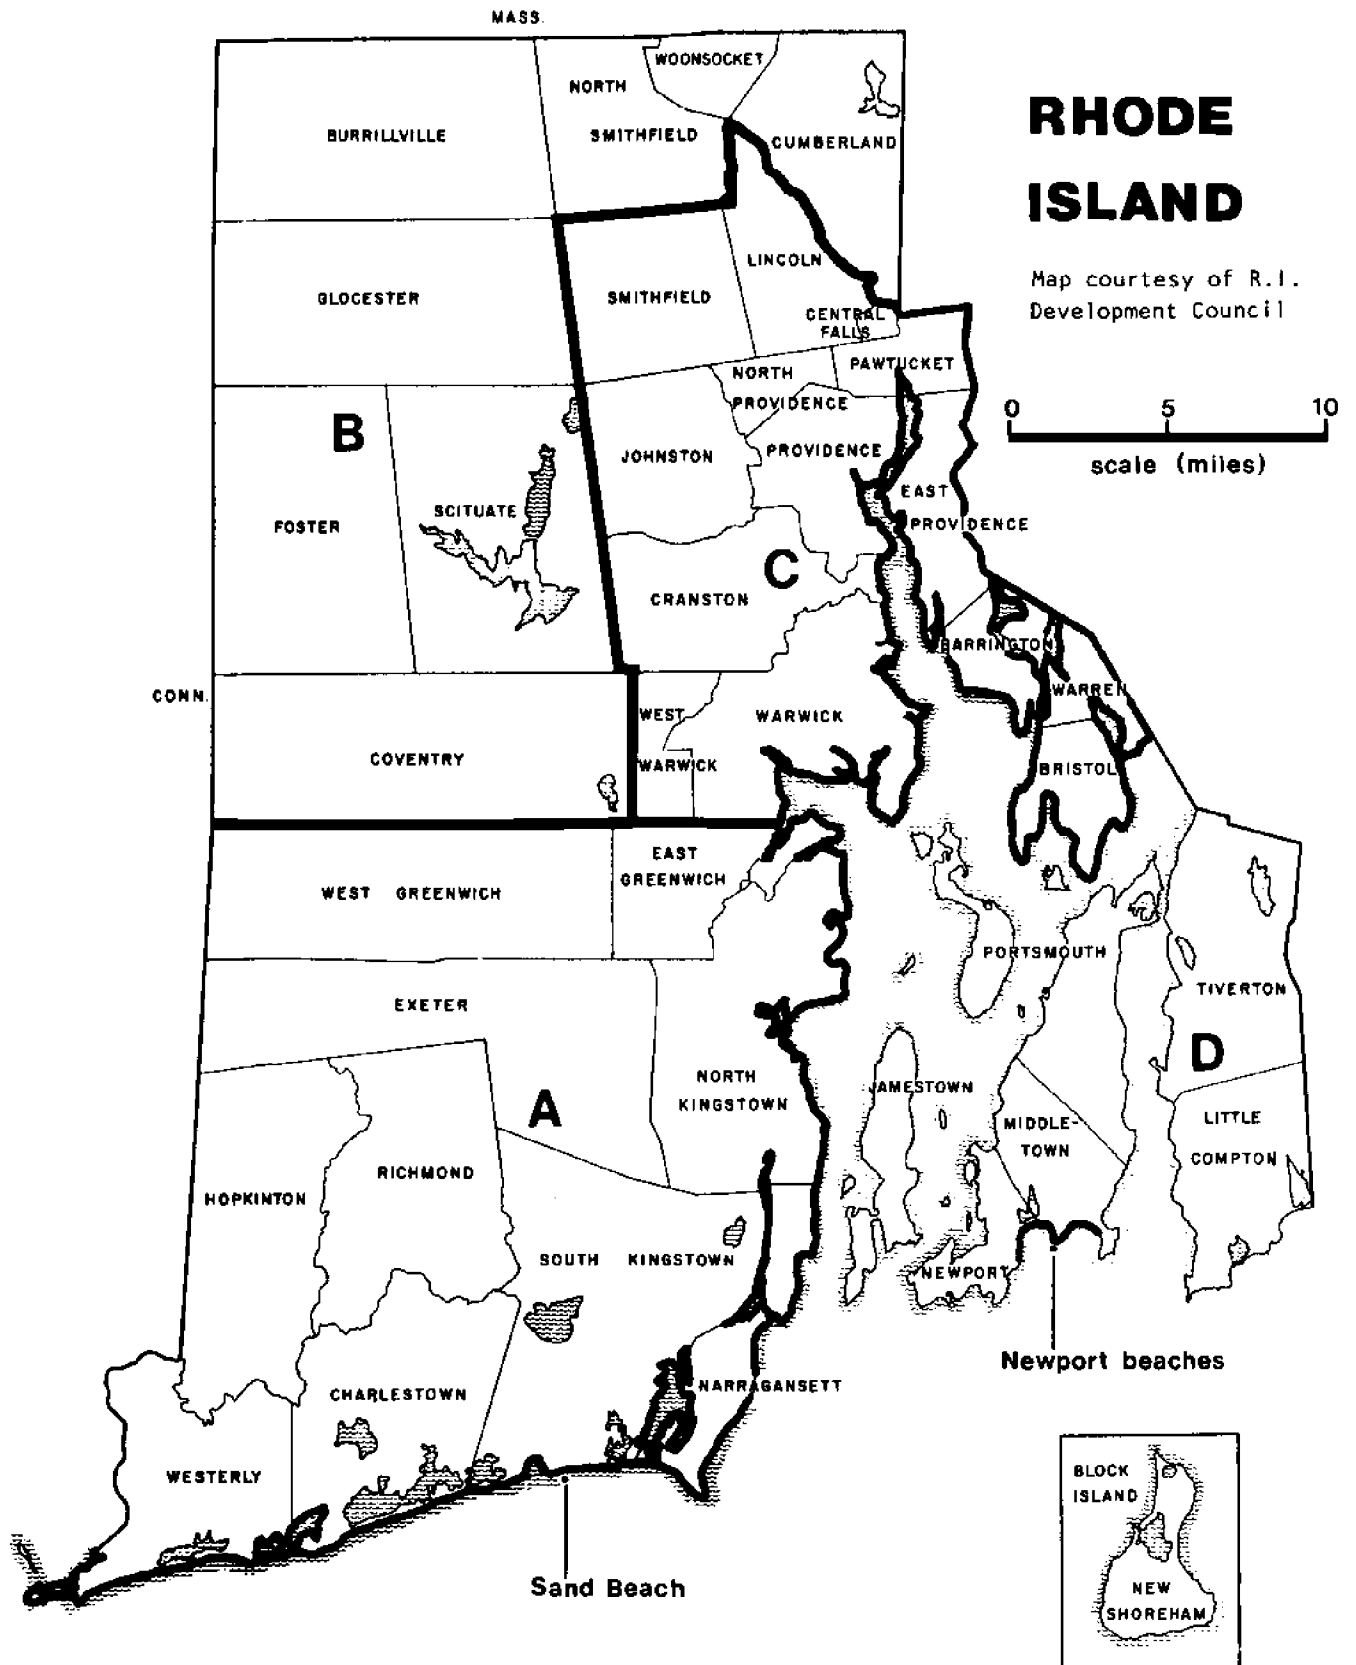 MASS.
WOONSOCKET
NORTH
SMITHFIELD
BURRILLVILLE
CUMBERLAND
RHODE
ISLAND
Map courtesy of R.I.
Development Council
LINCOLN
GLOCESTER
SMITHFIELD
CENTRAL
FALLS
PAWTUCKET
NORTH
PROVIDENCE
0 5 10
scale (miles)
B
JOHNSTON
PROVIDENCE
EAST
PROVIDENCE
SCITUATE
FOSTER
C
CRANSTON
BARRINGTON
CONN.
WARREN
WEST
WARWICK
WARWICK
COVENTRY
BRISTOL
EAST
GREENWICH
WEST GREENWICH
PORTSMOUTH
TIVERTON
EXETER
D
NORTH
KINGSTOWN
JAMESTOWN
A
MIDDLE-
TOWN
LITTLE
COMPTON
RICHMOND
HOPKINTON
SOUTH KINGSTOWN
NEWPORT
Newport beaches
NARRAGANSETT
CHARLESTOWN
WESTERLY
Sand Beach
BLOCK
ISLAND
NEW
SHOREHAM